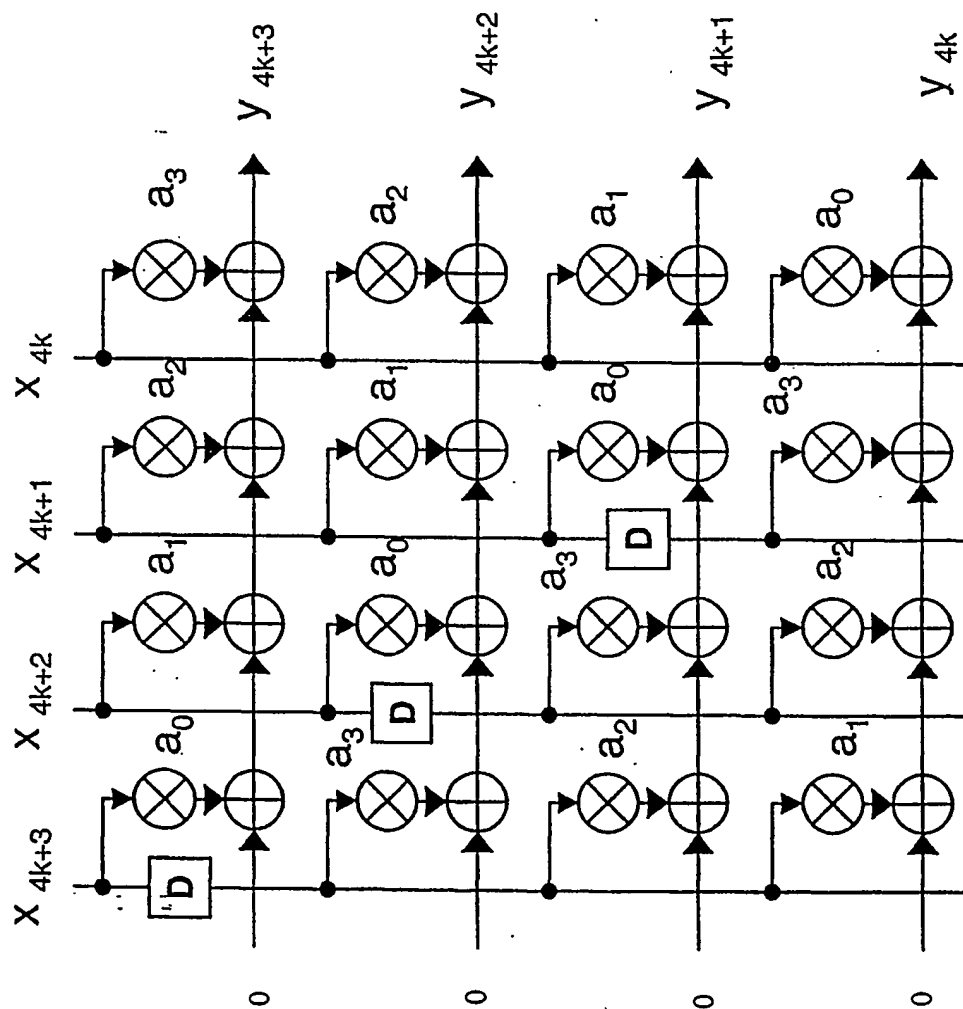 x 4k+3 x 4k+2 x 4k+1 x 4k
a0 a1 a2 a3
D
0 y 4k+3
a3 a0 a1 a2
D
0 y 4k+2
a2 a3 a0 a1
D
0 y 4k+1
a1 a2 a3 a0
0 y 4k